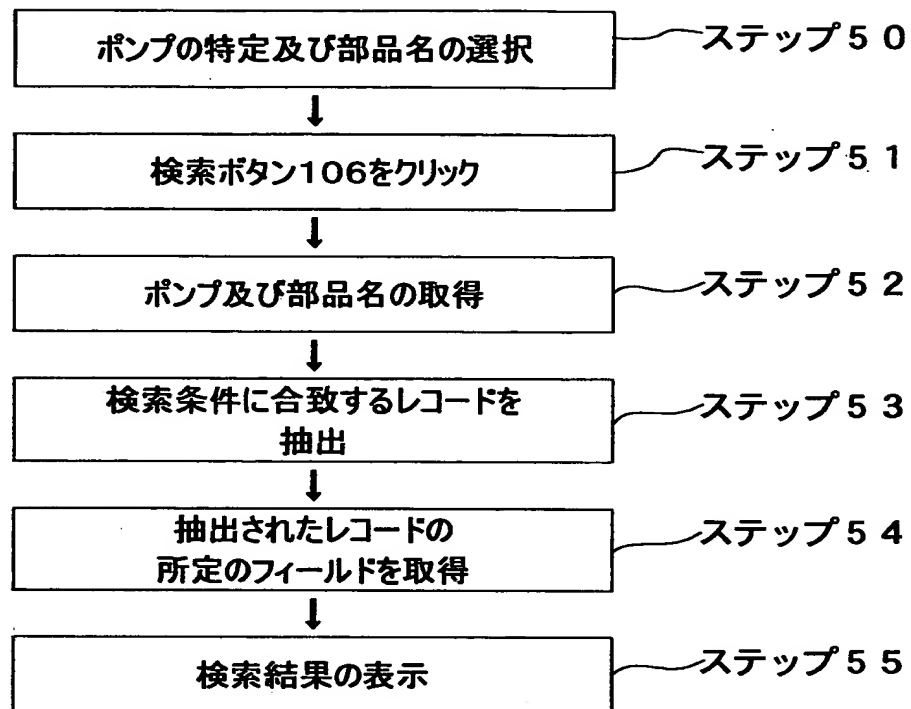 ポンプの特定及び部品名の選択
ステップ５０
検索ボタン106をクリック
ステップ５１
ポンプ及び部品名の取得
ステップ５２
検索条件に合致するレコードを
抽出
ステップ５３
抽出されたレコードの
所定のフィールドを取得
ステップ５４
検索結果の表示
ステップ５５